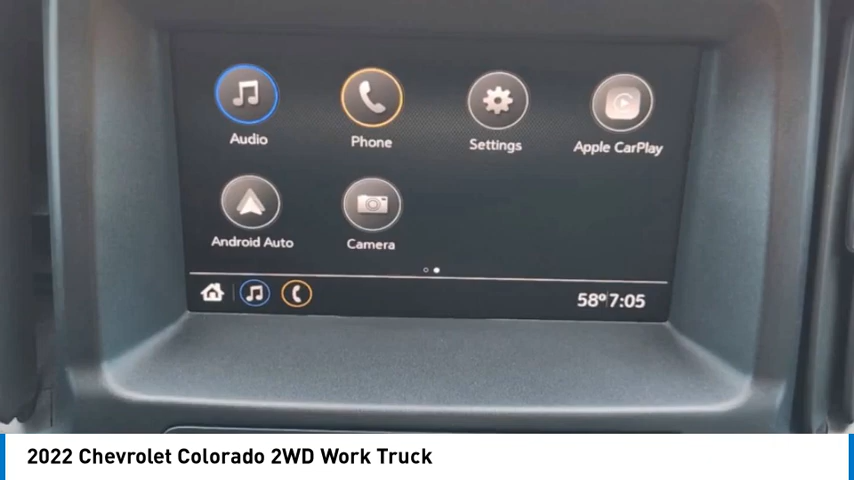 Audio
Phone
Settings
Apple CarPlay
Android Auto
Camera
58° 7:05
2022 Chevrolet Colorado 2WD Work Truck